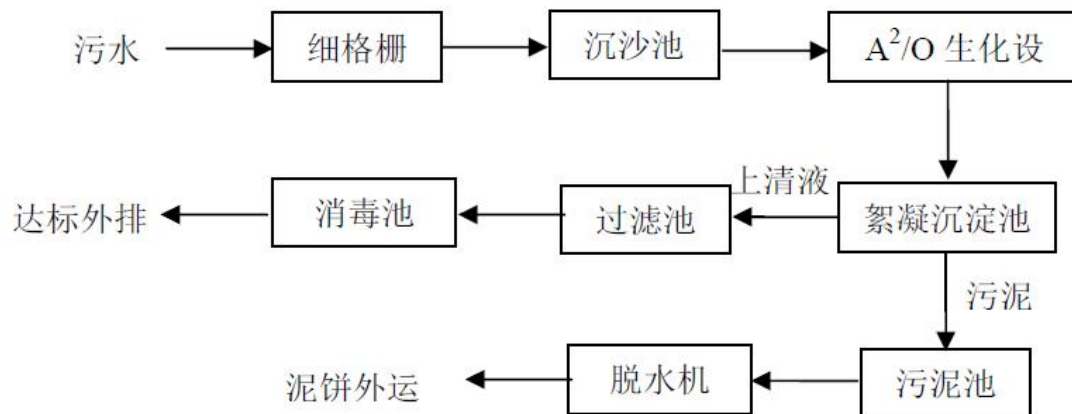 污水
细格栅
沉沙池
A²/O 生化设
上清液
达标外排
消毒池
过滤池
絮凝沉淀池
污泥
泥饼外运
脱水机
污泥池